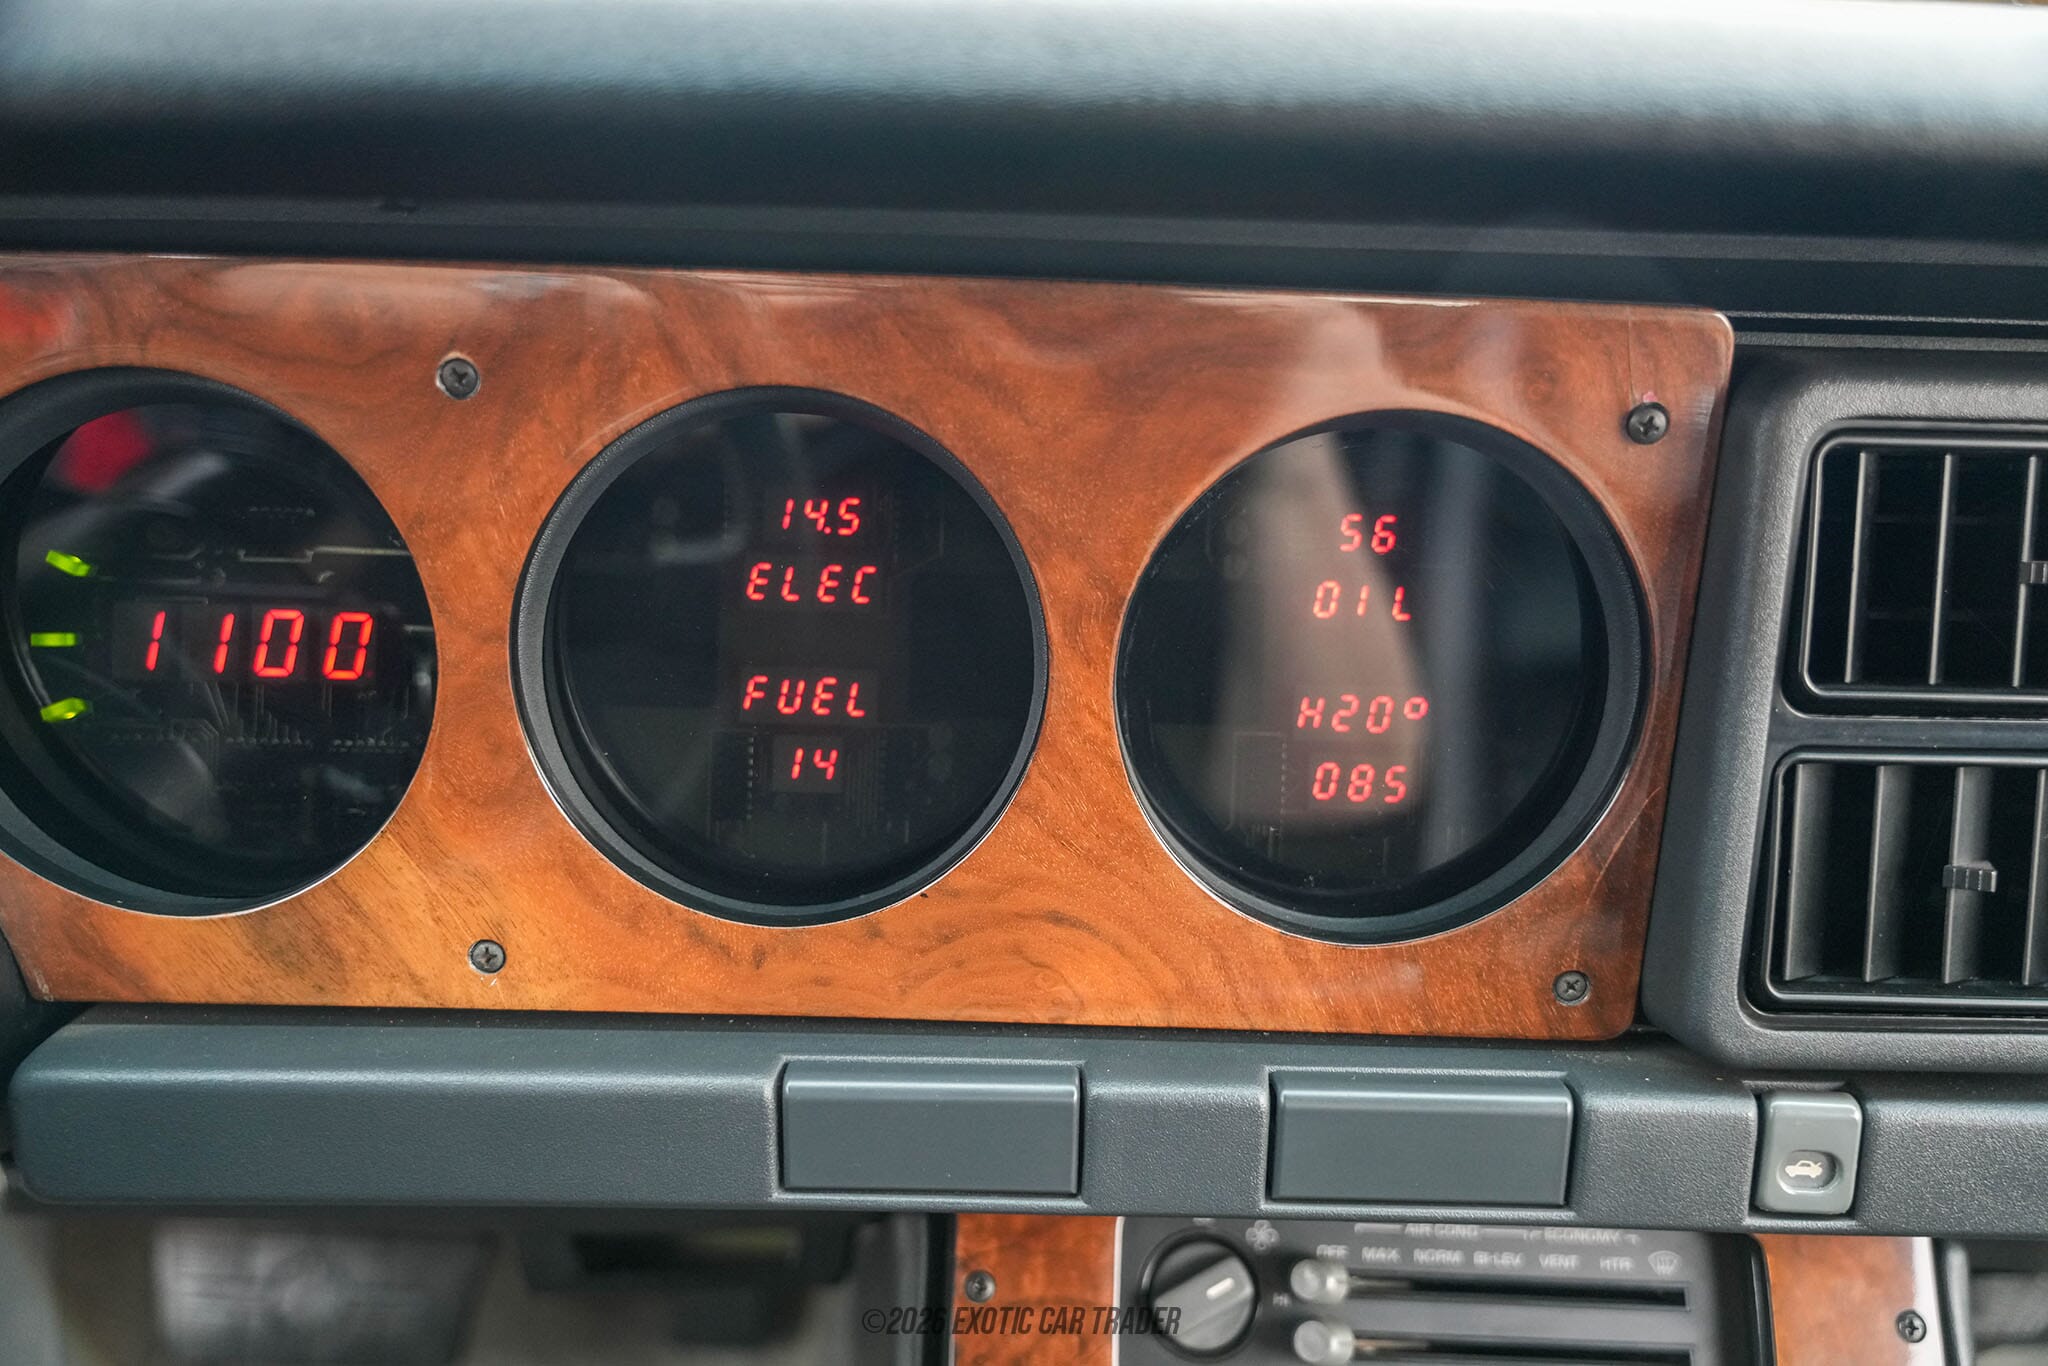 1100
14.5
ELEC
FUEL
14
56
OIL
H2O°
085
AIR COND
ECONOMY
OFF MAX NORM BI-LEV VENT HTR
HI
©2026 EXOTIC CAR TRADER